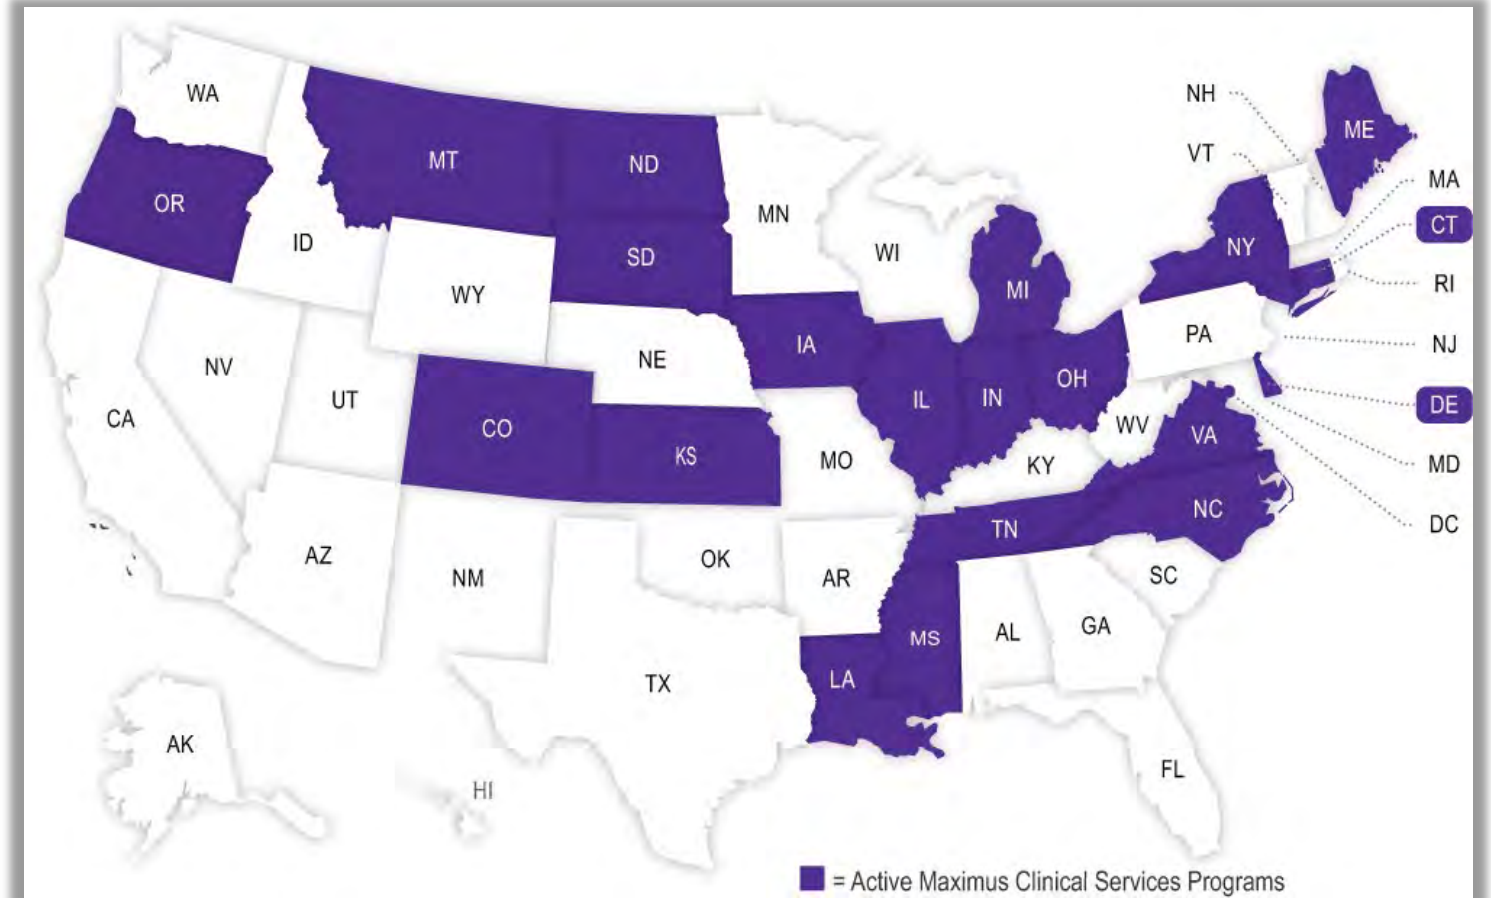 WA
NH
ME
VT
MT
ND
MA
OR
MN
CT
ID
WI
NY
SD
RI
WY
MI
PA
NJ
IA
NE
NV
OH
UT
IL
IN
DE
CA
CO
WV
VA
KS
MO
KY
MD
NC
DC
TN
AZ
OK
NM
AR
SC
MS
AL
GA
LA
TX
AK
FL
HI
= Active Maximus Clinical Services Programs